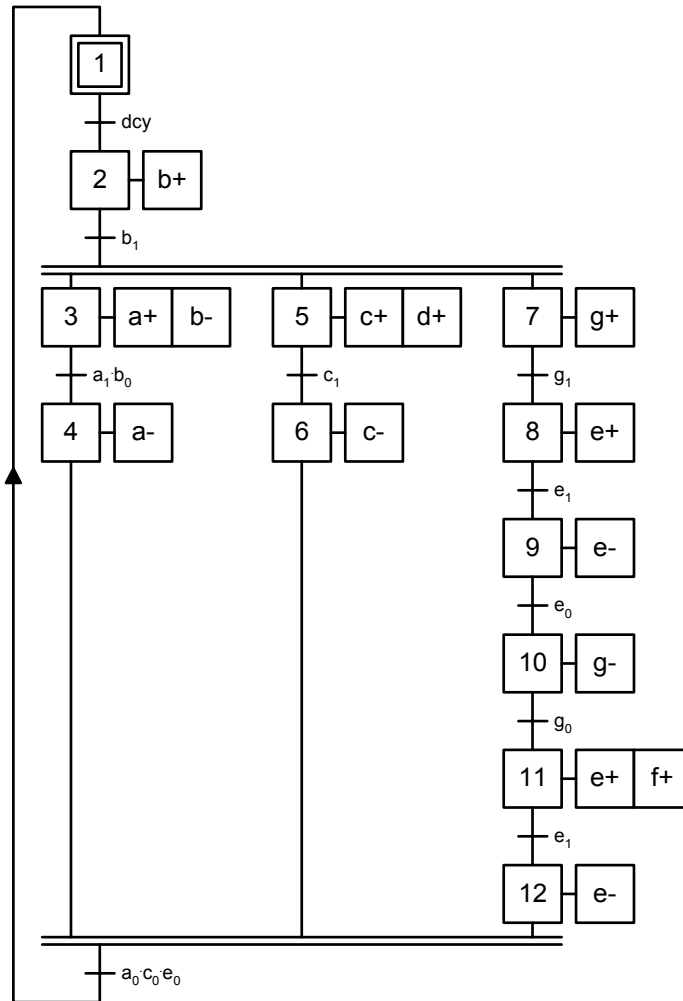 1
dcy
2 b+
b₁
3 a+ b- 5 c+ d+ 7 g+
a₁·b₀ c₁ g₁
4 a- 6 c- 8 e+
e₁
9 e-
e₀
10 g-
g₀
11 e+ f+
e₁
12 e-
a₀·c₀·e₀